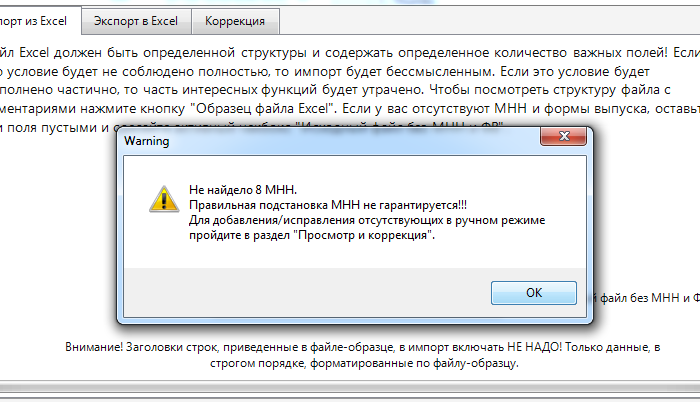 порт из Excel Экспорт в Excel Коррекция
йл Excel должен быть определенной структуры и содержать определенное количество важных полей! Если
о условие будет не соблюдено полностью, то импорт будет бессмысленным. Если это условие будет
полнено частично, то часть интересных функций будет утрачено. Чтобы посмотреть структуру файла с
ментариями нажмите кнопку "Образец файла Excel". Если у вас отсутствуют МНН и формы выпуска, оставьт
и поля пустыми и
Warning
Не найдело 8 МНН.
Правильная подстановка МНН не гарантируется!!!
Для добавления/исправления отсутствующих в ручном режиме
пройдите в раздел "Просмотр и коррекция".
OK
й файл без МНН и Ф
Внимание! Заголовки строк, приведенные в файле-образце, в импорт включать НЕ НАДО! Только данные, в
строгом порядке, форматированные по файлу-образцу.